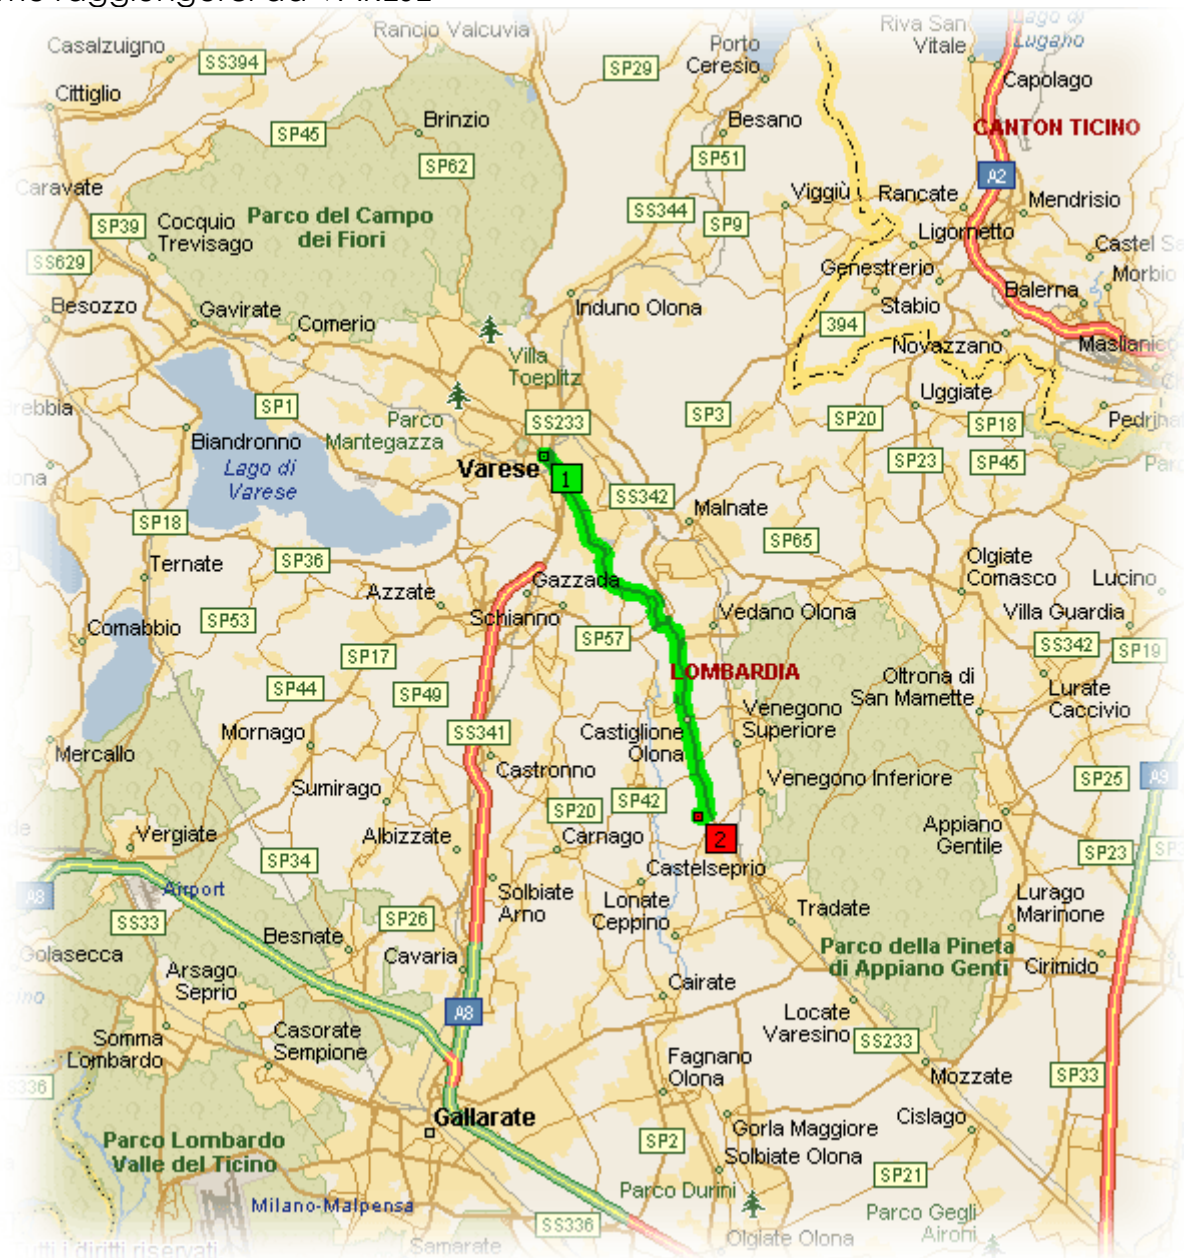 Rancio Valcuvia
Riva San
Vitale
Lago di
Lugano
Casalzuigno
SS394
SP29
Porto
Ceresio
Capolago
Cittiglio
SP45
Brinzio
Besano
CANTON TICINO
SP62
SP51
A2
Caravate
Viggiù
Rancate
Mendrisio
SP39
Cocquio
Trevisago
Parco del Campo
dei Fiori
SS344
SP9
Ligornetto
SS629
Genestrerio
Morbio
Besozzo
Gavirate
Comerio
Induno Olona
Stabio
Balerna
394
Novazzano
Maslianico
Villa
Toeplitz
SP1
Parco
Mantegazza
SS233
SP3
SP20
Uggiate
SP18
Biandronno
Lago di
Varese
Varese
1
SP23
SP45
SS342
Malnate
SP18
SP36
SP65
Ternate
Azzate
Gazzada
Olgiate
Comasco
Lucino
Comabbio
SP53
Schianno
SP57
Vedano Olona
Villa Guardia
SP17
SS342
SP19
LOMBARDIA
SP44
SP49
Oltrona di
San Mamette
Lurate
Caccivio
Mornago
SS341
Castiglione
Olona
Venegono
Superiore
Mercallo
Castronno
Venegono Inferiore
SP25
A9
Sumirago
SP20
SP42
Vergiate
Albizzate
Carnago
2
Appiano
Gentile
SP34
Castelseprio
SP23
A8
Airport
Solbiate
Arno
Lonate
Ceppino
Lurago
Marinone
SS33
SP26
Tradate
Golasecca
Besnate
Cavaria
Parco della Pineta
di Appiano Genti
Cirimido
Arsago
Seprio
Cairate
A8
Locate
Varesino
Somma
Lombardo
Casorate
Sempione
SS233
Fagnano
Olona
Mozzate
SP33
Gallarate
Gorla Maggiore
Cislago
Parco Lombardo
Valle del Ticino
SP2
Solbiate Olona
SP21
Parco Durini
Milano-Malpensa
SS336
Parco Gegli
Aironi
Olgiate Olona
Samarate